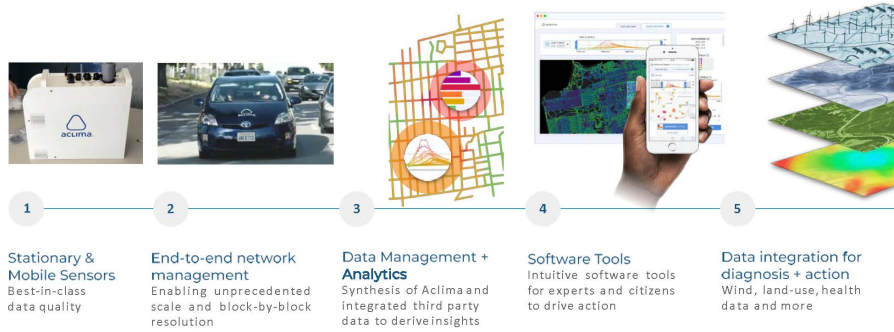 aclima
aclima
1
2
3
4
5
Stationary &
Mobile Sensors
Best-in-class
data quality
End-to-end network
management
Enabling unprecedented
scale and block-by-block
resolution
Data Management +
Analytics
Synthesis of Aclima and
integrated third party
data to derive insights
Software Tools
Intuitive software tools
for experts and citizens
to drive action
Data integration for
diagnosis + action
Wind, land-use, health
data and more